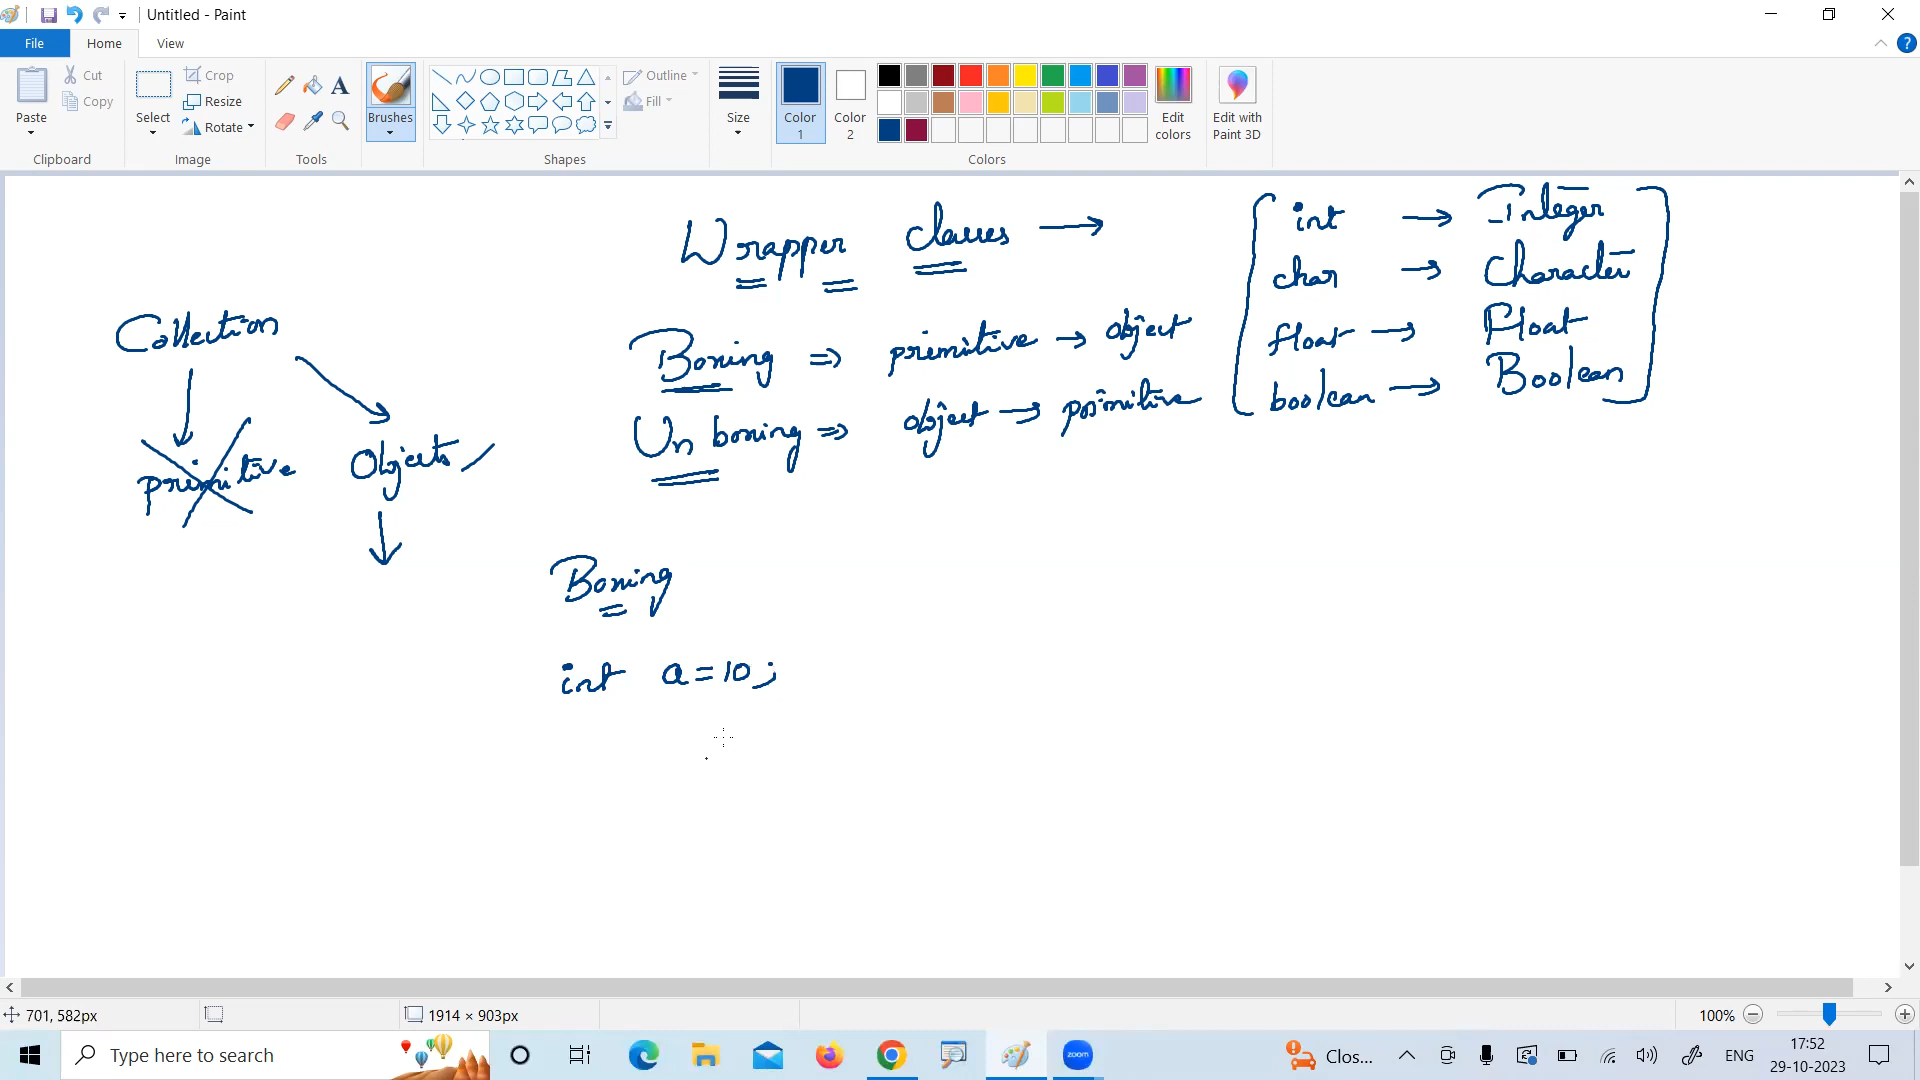 Untitled - Paint
File Home View
Paste
Cut
Copy
Clipboard
Select
Crop
Resize
Rotate
Image
Tools
Brushes
Outline
Fill
Shapes
Size
Color 1
Color 2
Edit colors
Colors
Edit with Paint 3D
Wrapper classes → int → Integer
char → Character
float → Float
boolean → Boolean
Boxing ⇒ primitive → object
Un boxing ⇒ object → primitive
Collection
primitive Objects
Boxing
int a=10;
701, 582px 1914 × 903px 100%
Type here to search zoom Clos... ENG 17:52
29-10-2023